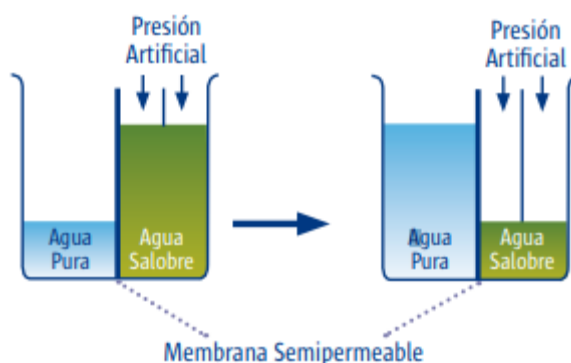 Presión
Artificial
Presión
Artificial
Agua
Pura
Agua
Salobre
Agua
Pura
Agua
Salobre
Membrana Semipermeable